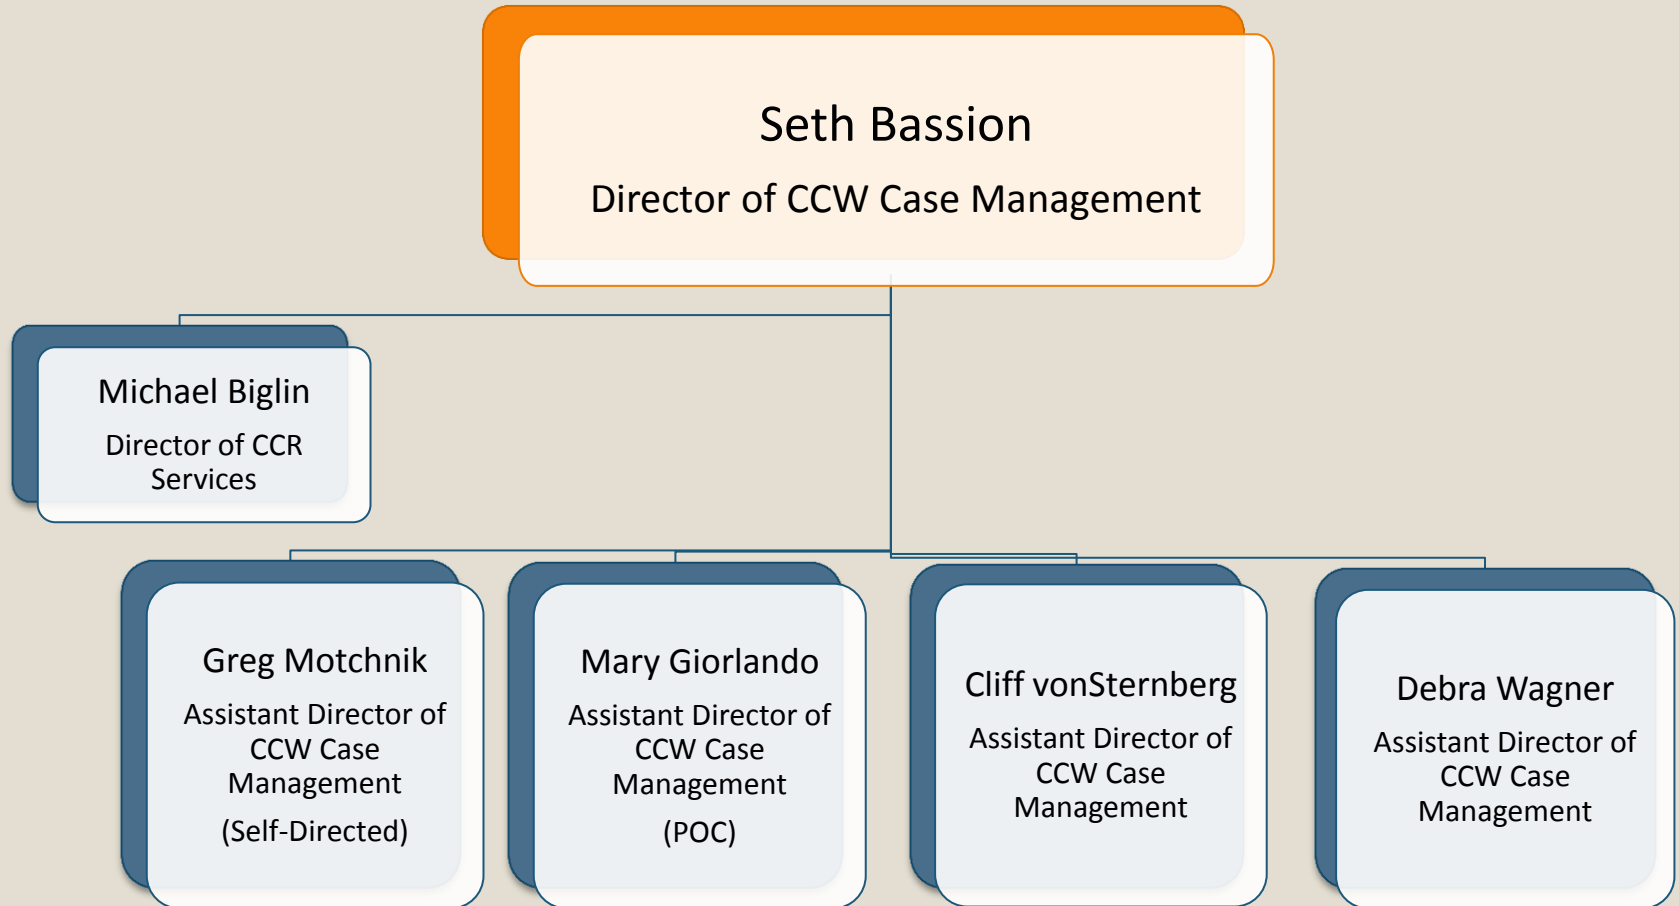 Seth Bassion
Director of CCW Case Management
Michael Biglin
Director of CCR
Services
Greg Motchnik
Assistant Director of
CCW Case
Management
(Self-Directed)
Mary Giorlando
Assistant Director of
CCW Case
Management
(POC)
Cliff vonSternberg
Assistant Director of
CCW Case
Management
Debra Wagner
Assistant Director of
CCW Case
Management